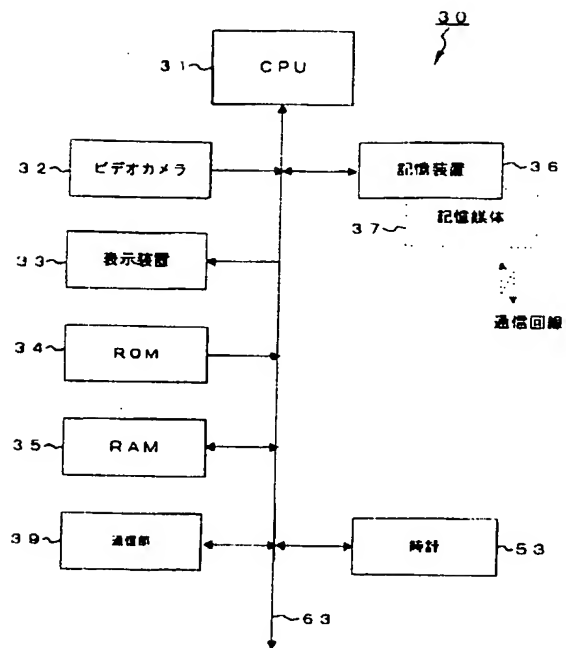 30
31 CPU
32 ビデオカメラ
記憶装置 36
37 記憶媒体
33 表示装置
通信回線
34 ROM
35 RAM
39 通信部
時計 53
63